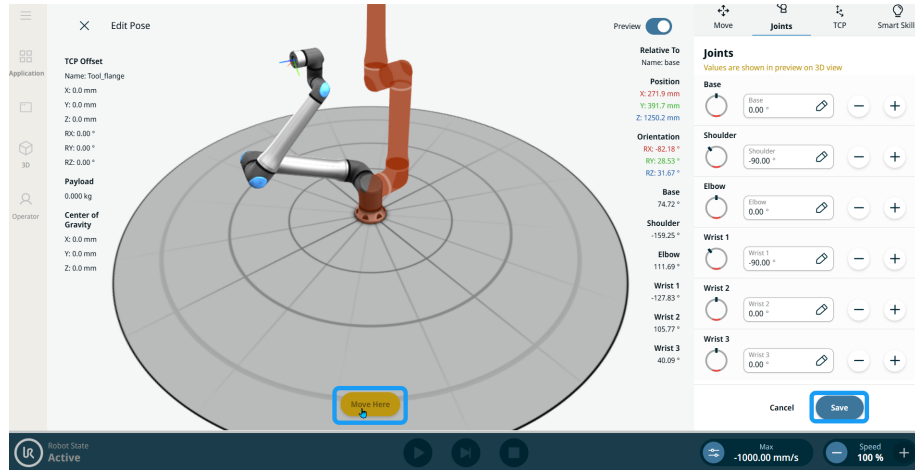 Edit Pose
Preview
Move
Joints
TCP
Smart Skill
Application
3D
Operator
TCP Offset
Name: Tool_flange
X: 0.0 mm
Y: 0.0 mm
Z: 0.0 mm
RX: 0.00 °
RY: 0.00 °
RZ: 0.00 °
Payload
0.000 kg
Center of
Gravity
X: 0.0 mm
Y: 0.0 mm
Z: 0.0 mm
Relative To
Name: base
Position
X: 271.9 mm
Y: 391.7 mm
Z: 1250.2 mm
Orientation
RX: -82.18 °
RY: 28.53 °
RZ: 31.67 °
Base
74.72 °
Shoulder
-159.25 °
Elbow
111.69 °
Wrist 1
-127.83 °
Wrist 2
105.77 °
Wrist 3
40.09 °
Move Here
Joints
Values are shown in preview on 3D view
Base
Base
0.00 °
Shoulder
Shoulder
-90.00 °
Elbow
Elbow
0.00 °
Wrist 1
Wrist 1
-90.00 °
Wrist 2
Wrist 2
0.00 °
Wrist 3
Wrist 3
0.00 °
Cancel
Save
UR
Robot State
Active
Max
-1000.00 mm/s
Speed
100 %